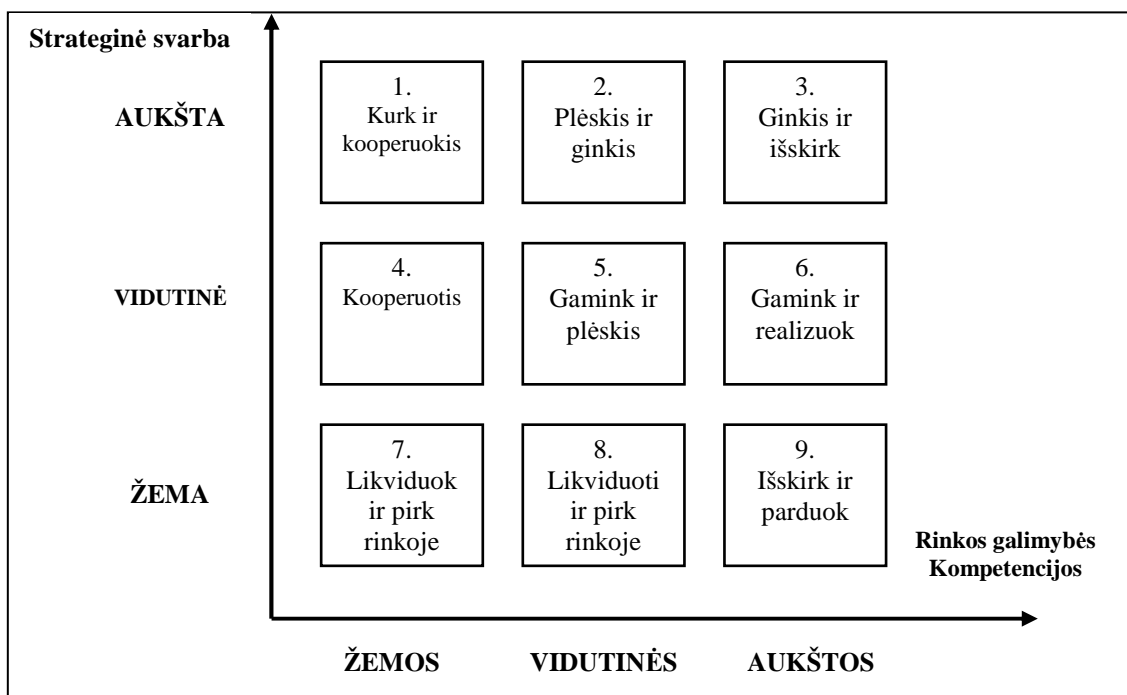 Strateginė svarba
AUKŠTA
1.
Kurk ir
kooperuokis
2.
Plėskis ir
ginkis
3.
Ginkis ir
išskirk
VIDUTINĖ
4.
Kooperuotis
5.
Gamink ir
plėskis
6.
Gamink ir
realizuok
ŽEMA
7.
Likviduok
ir pirk
rinkoje
8.
Likviduoti
ir pirk
rinkoje
9.
Išskirk ir
parduok
Rinkos galimybės
Kompetencijos
ŽEMOS
VIDUTINĖS
AUKŠTOS